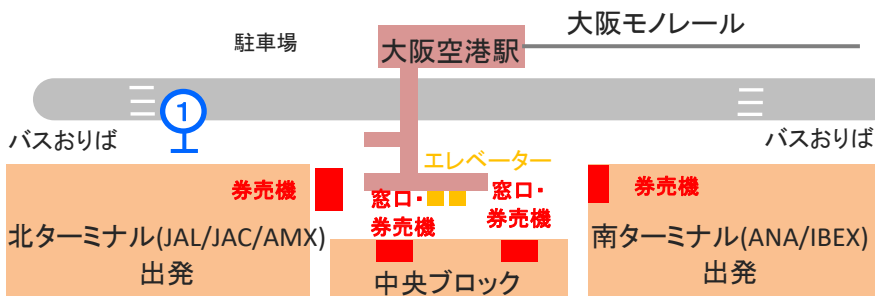 大阪モノレール
駐車場
大阪空港駅
1
バスおりば
バスおりば
エレベーター
券売機
窓口・
券売機
窓口・
券売機
券売機
北ターミナル(JAL/JAC/AMX)
出発
中央ブロック
南ターミナル(ANA/IBEX)
出発